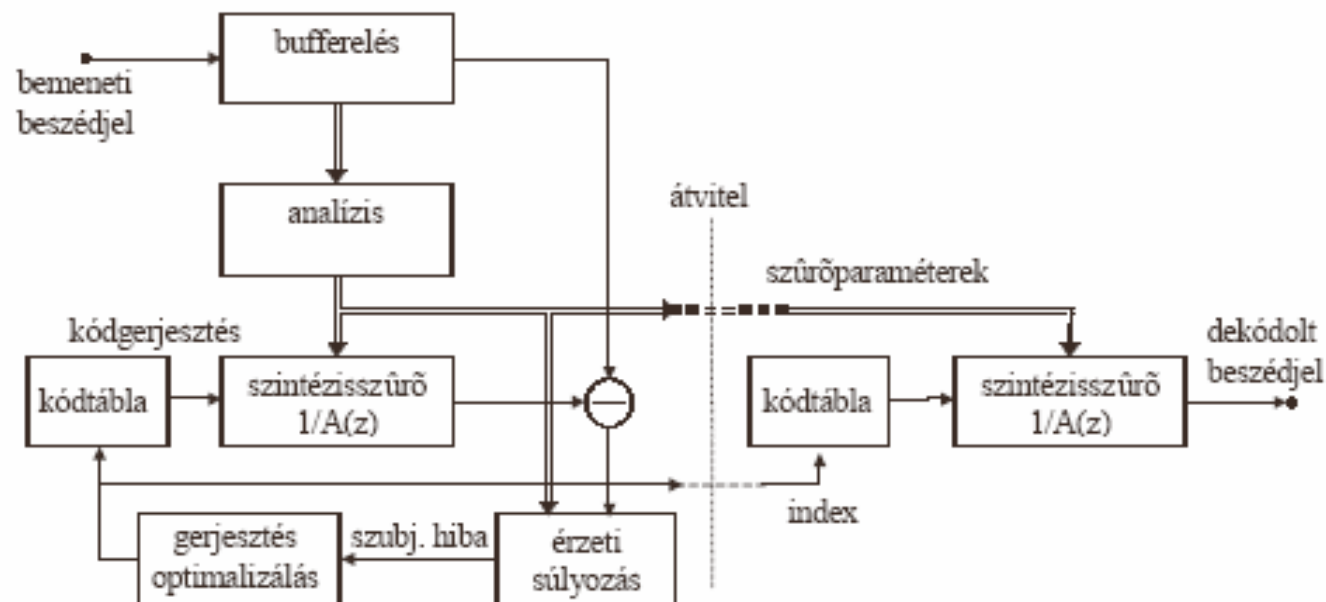 bufferelés
bemeneti
beszédjel
analízis
átvitel
szûrõparaméterek
kódgerjesztés
dekódolt
beszédjel
kódtábla
szintézisszûrõ
1/A(z)
kódtábla
szintézisszûrõ
1/A(z)
index
gerjesztés
optimalizálás
szubj. hiba
érzeti
súlyozás